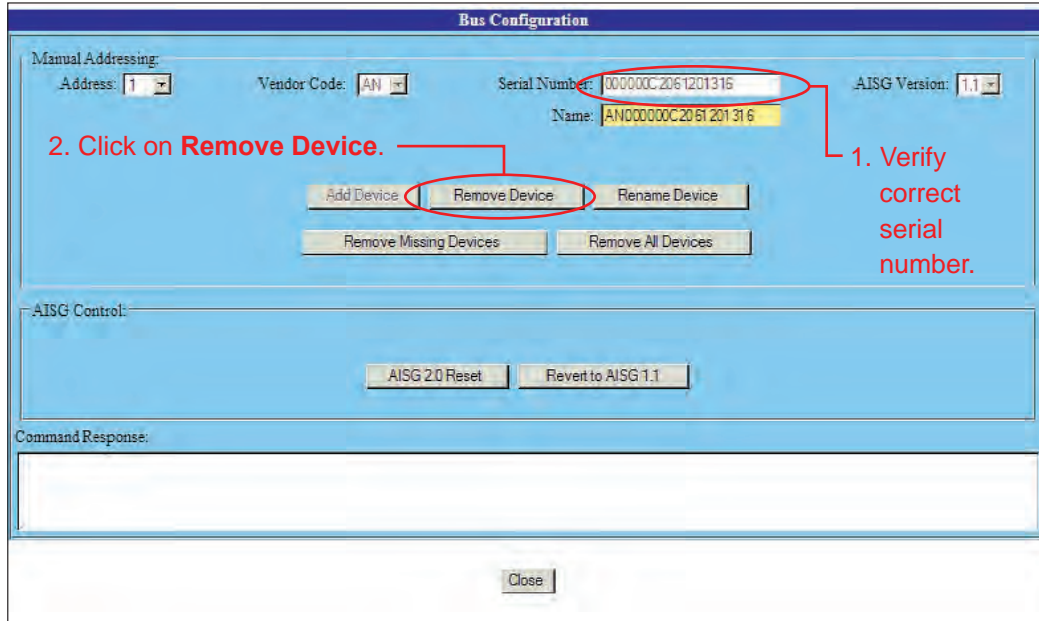 Bus Configuration
Manual Addressing:
Address: 1 Vendor Code: AN Serial Number: 000000C2061201316 AISG Version: 1.1
Name: AN000000C2061201316
2. Click on Remove Device.
1. Verify
correct
serial
number.
Add Device Remove Device Rename Device
Remove Missing Devices Remove All Devices
AISG Control:
AISG 2.0 Reset Revert to AISG 1.1
Command Response:
Close